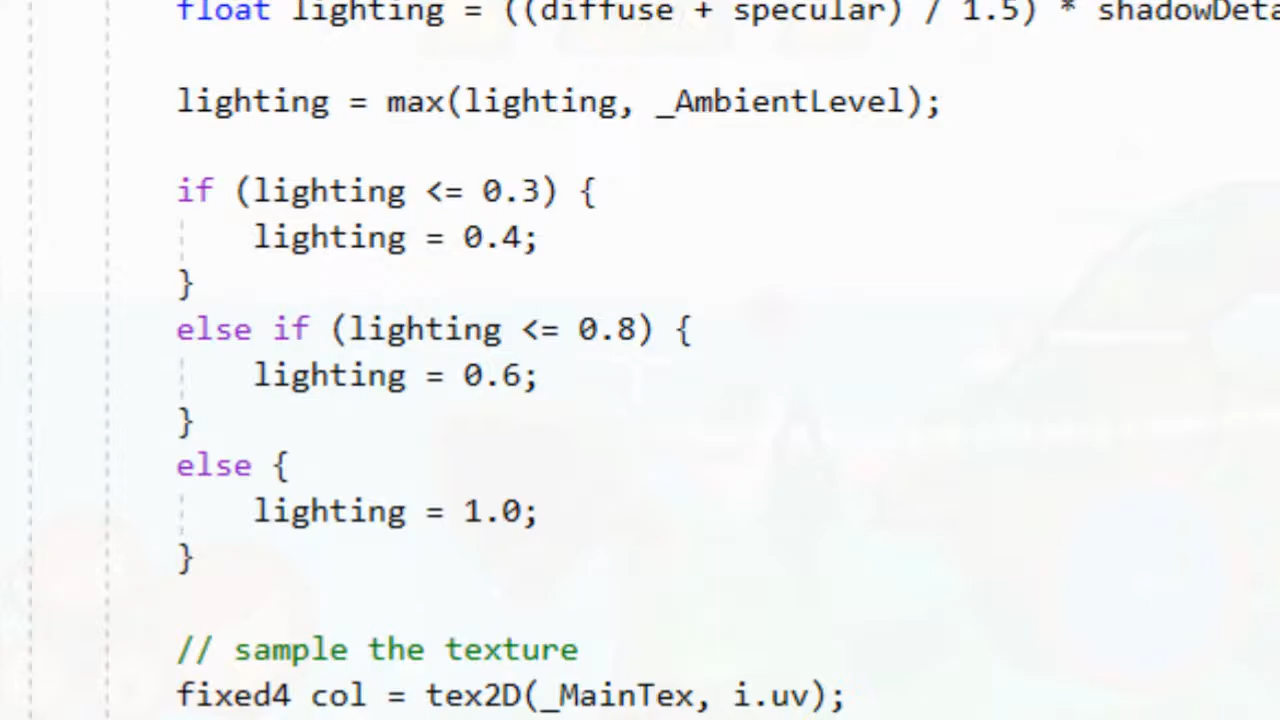 float lighting = ((diffuse + specular) / 1.5) * shadowDeta
lighting = max(lighting, _AmbientLevel);
if (lighting <= 0.3) {
lighting = 0.4;
}
else if (lighting <= 0.8) {
lighting = 0.6;
}
else {
lighting = 1.0;
}
// sample the texture
fixed4 col = tex2D(_MainTex, i.uv);